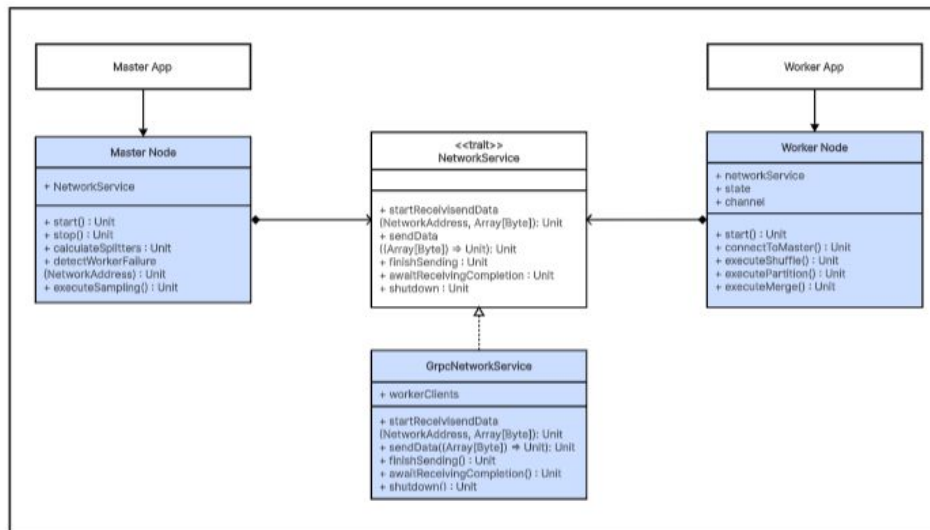 Master App
Worker App
Master Node
+ NetworkService
+ start() : Unit
+ stop() : Unit
+ calculateSplitters : Unit
+ detectWorkerFailure
(NetworkAddress) : Unit
+ executeSampling() : Unit
<<trait>>
NetworkService
+ startReceivisendData
(NetworkAddress, Array[Byte]): Unit
+ sendData
((Array[Byte]) ⇒ Unit): Unit
+ finishSending : Unit
+ awaitReceivingCompletion : Unit
+ shutdown : Unit
Worker Node
+ networkService
+ state
+ channel
+ start() : Unit
+ connectToMaster() : Unit
+ executeShuffle() : Unit
+ executePartition() : Unit
+ executeMerge() : Unit
GrpcNetworkService
+ workerClients
+ startReceivisendData
(NetworkAddress, Array[Byte]): Unit
+ sendData((Array[Byte]) ⇒ Unit): Unit
+ finishSending() : Unit
+ awaitReceivingCompletion() : Unit
+ shutdown() : Unit